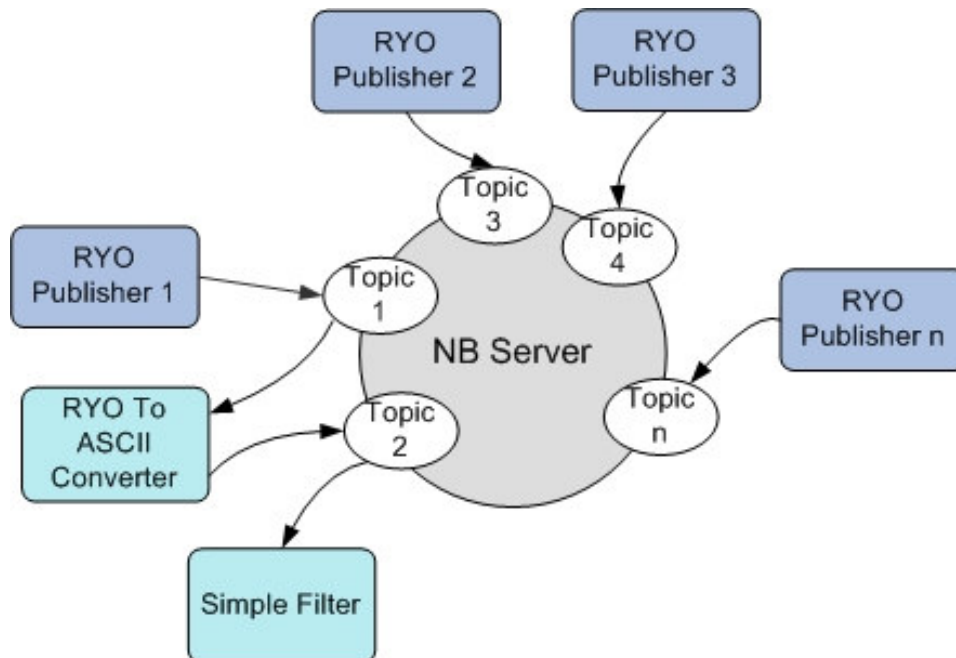 RYO
Publisher 2
RYO
Publisher 3
Topic
3
Topic
4
RYO
Publisher 1
Topic
1
RYO
Publisher n
NB Server
RYO To
ASCII
Converter
Topic
2
Topic
n
Simple Filter